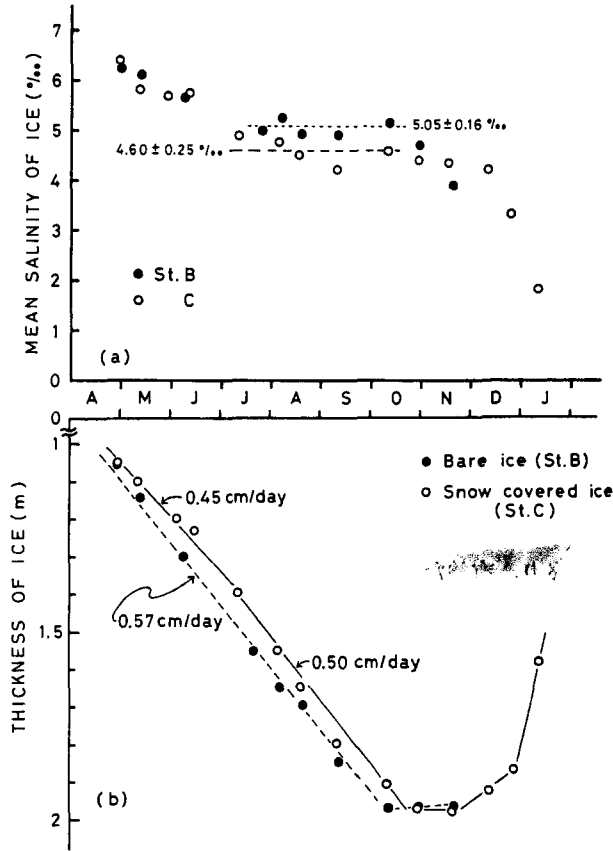 MEAN SALINITY OF ICE (°/∞)
7
6
5
4
3
2
1
0
5.05 ± 0.16 °/∞
4.60 ± 0.25 °/∞
● St. B
○ C
(a)
A M J J A S O N D J
0
THICKNESS OF ICE (m)
1
1.5
2
● Bare ice (St. B)
○ Snow covered ice
(St. C)
0.45 cm/day
0.57 cm/day
0.50 cm/day
(b)